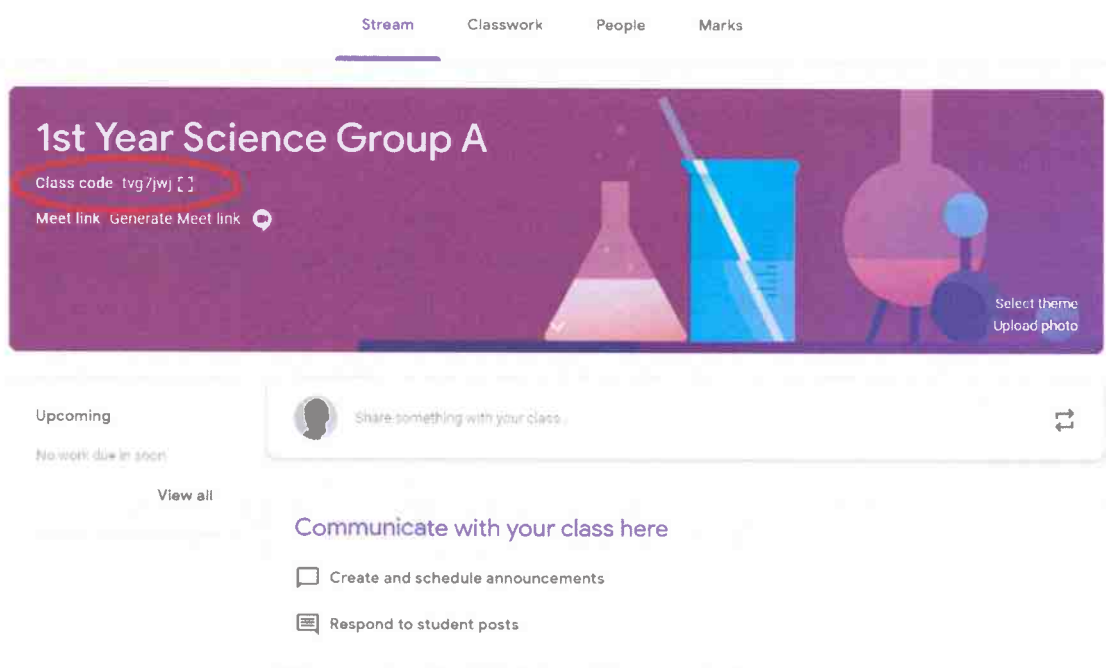 Stream Classwork People Marks
1st Year Science Group A
Class code tvg7jwj
Meet link Generate Meet link
Select theme
Upload photo
Upcoming
No work due in soon
View all
Share something with your class...
Communicate with your class here
Create and schedule announcements
Respond to student posts